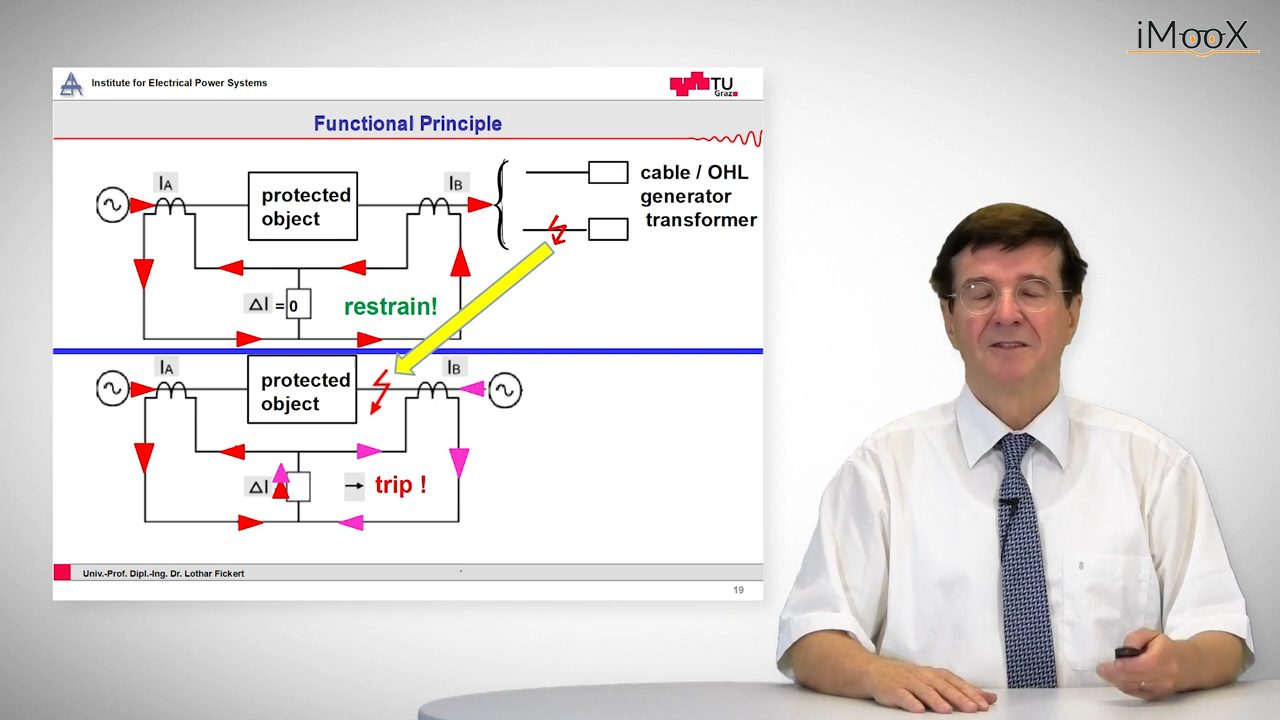 iMooX
Institute for Electrical Power Systems
TU
Graz
Functional Principle
IA
protected
object
IB
cable / OHL
generator
transformer
ΔI = 0
restrain!
IA
protected
object
IB
ΔI
→ trip !
Univ.-Prof. Dipl.-Ing. Dr. Lothar Fickert
19